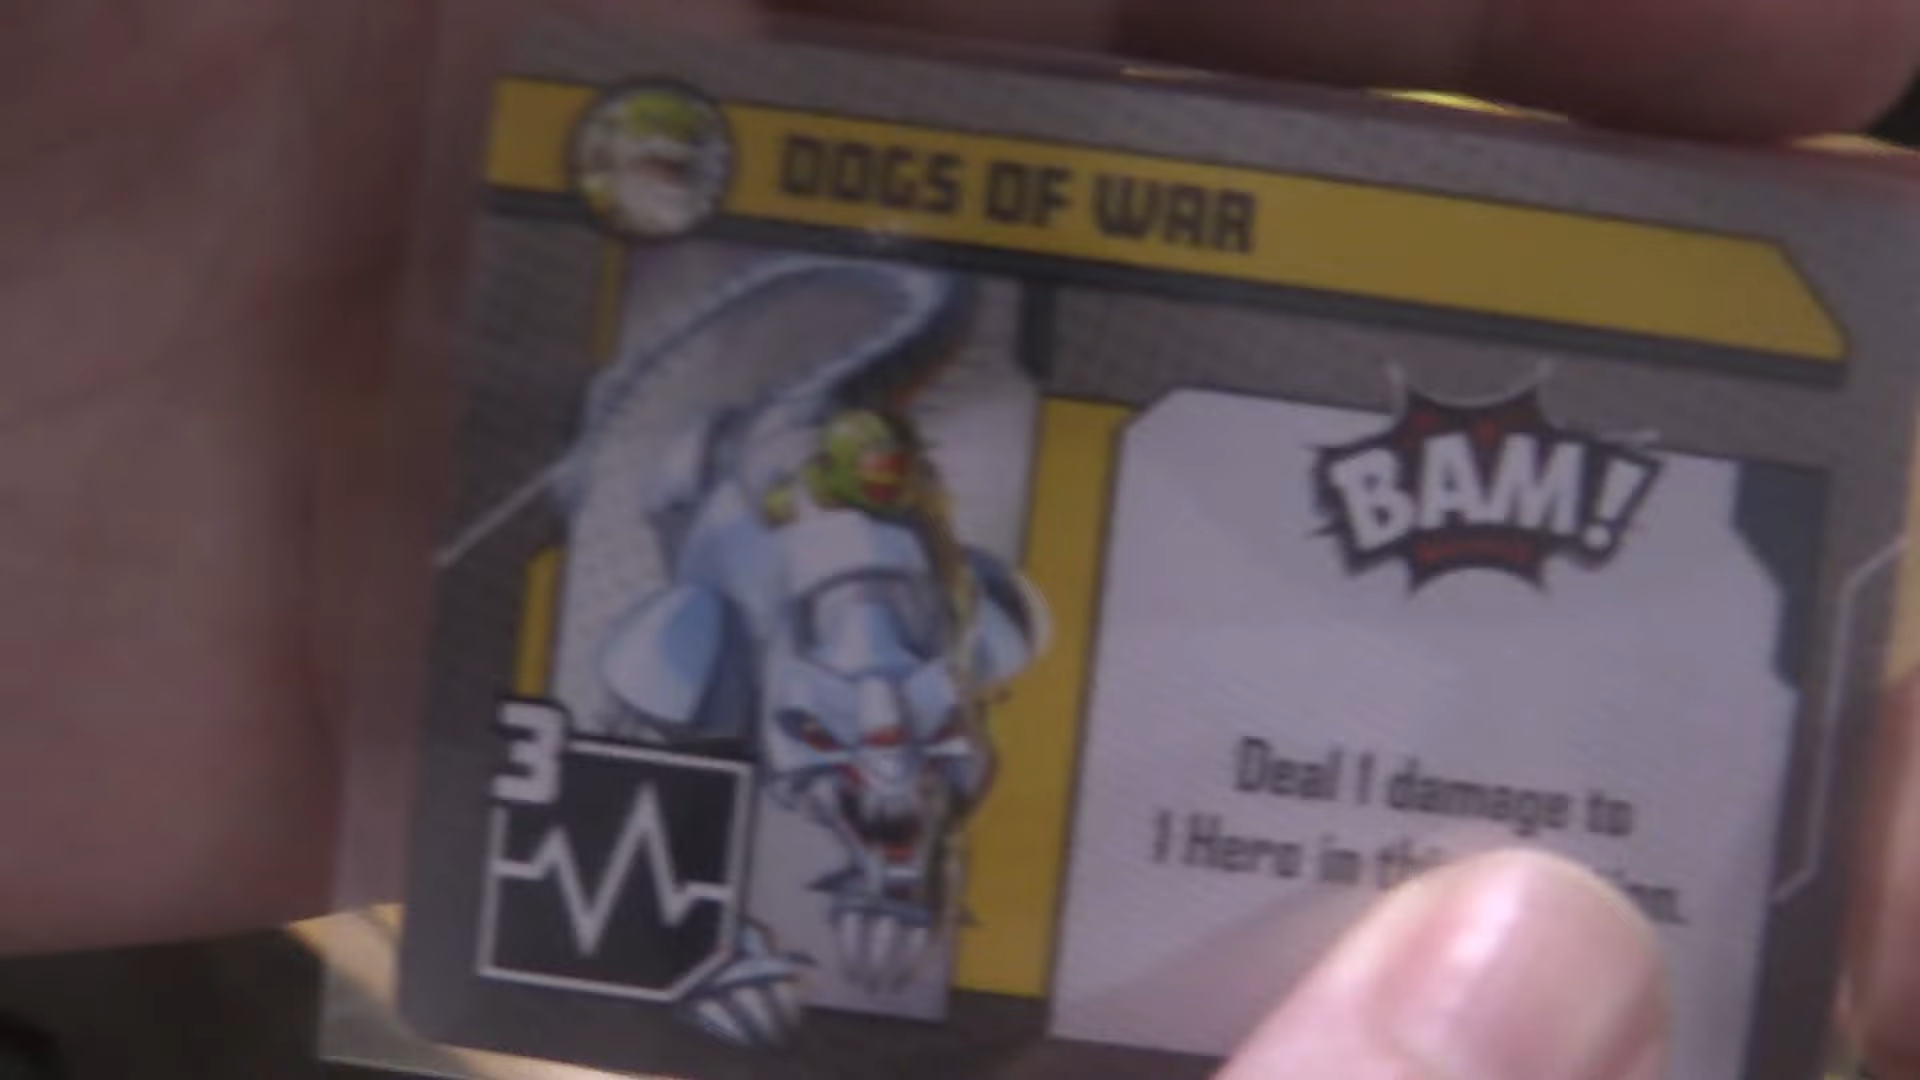 DOGS OF WAR
BAM!
3
Deal 1 damage to
1 Hero in